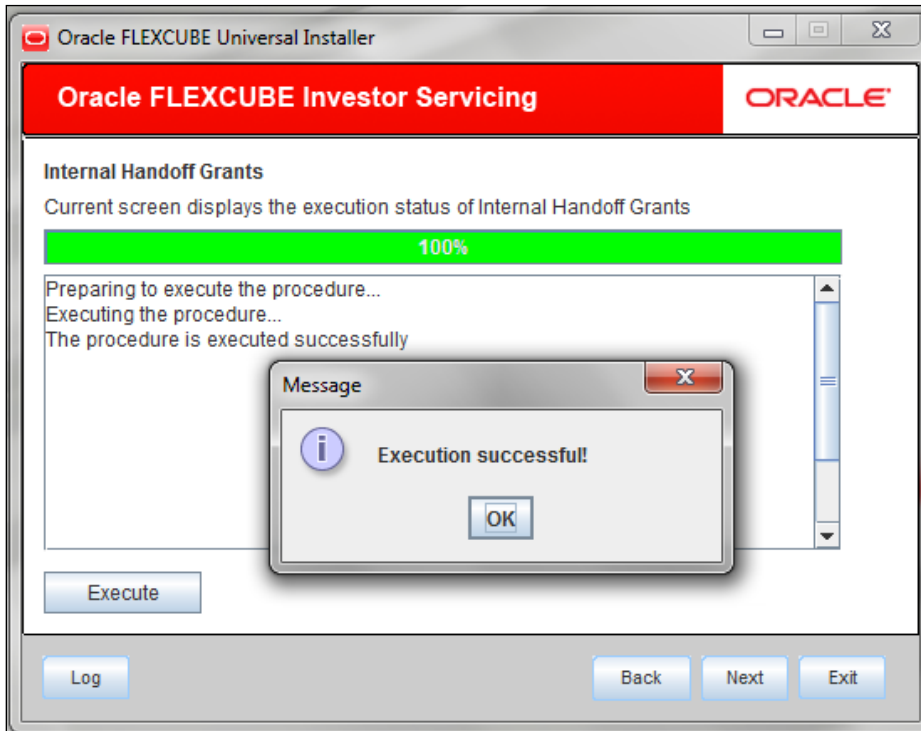 Oracle FLEXCUBE Universal Installer
Oracle FLEXCUBE Investor Servicing
ORACLE
Internal Handoff Grants
Current screen displays the execution status of Internal Handoff Grants
100%
Preparing to execute the procedure...
Executing the procedure...
The procedure is executed successfully
Message
i
Execution successful!
OK
Execute
Log
Back
Next
Exit